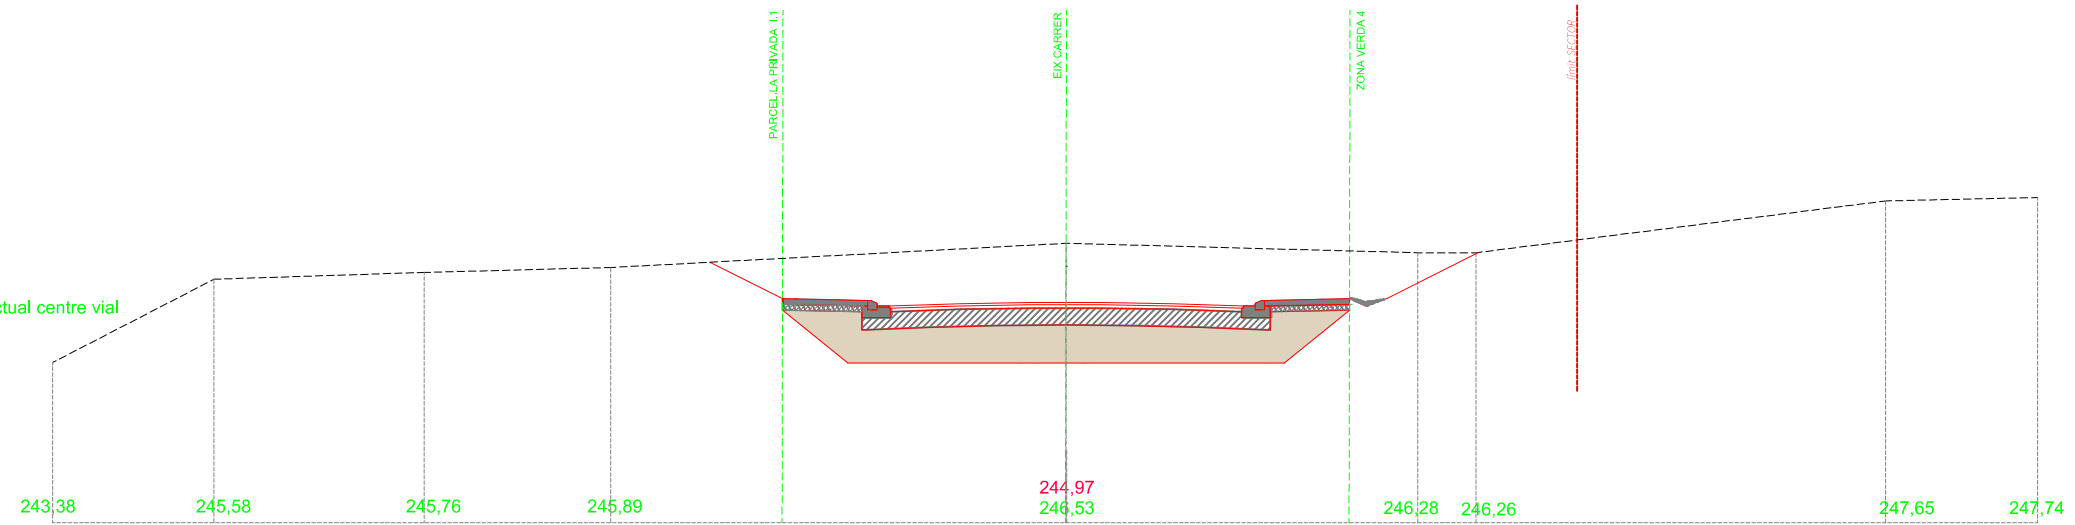 PARCEL.LA PRIVADA I.1
EIX CARRER
ZONA VERDA 4
límit SECTOR
ctual centre vial
243,38
245,58
245,76
245,89
244,97
246,53
246,28
246,26
247,65
247,74